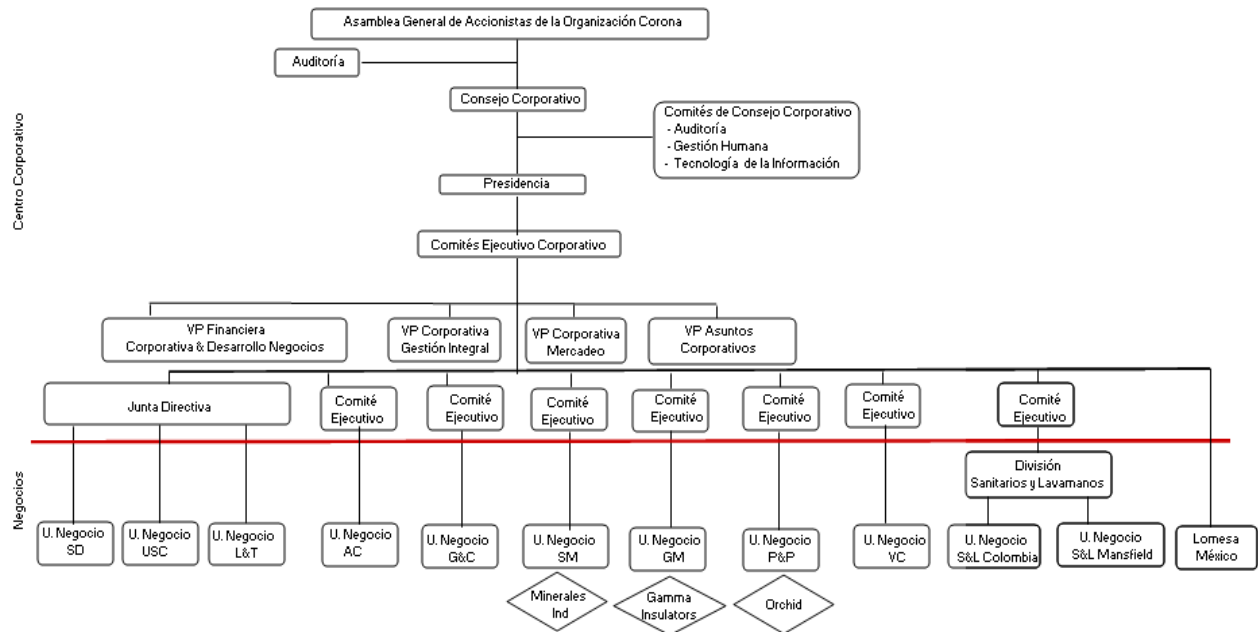 Asamblea General de Accionistas de la Organización Corona
Auditoría
Consejo Corporativo
Comités de Consejo Corporativo
- Auditoría
- Gestión Humana
- Tecnología de la Información
Presidencia
Comités Ejecutivo Corporativo
Centro Corporativo
VP Financiera
Corporativa & Desarrollo Negocios
VP Corporativa
Gestión Integral
VP Corporativa
Mercadeo
VP Asuntos
Corporativos
Junta Directiva
Comité
Ejecutivo
Comité
Ejecutivo
Comité
Ejecutivo
Comité
Ejecutivo
Comité
Ejecutivo
Comité
Ejecutivo
Comité
Ejecutivo
Negocios
División
Sanitarios y Lavamanos
U. Negocio
SD
U. Negocio
USC
U. Negocio
L&T
U. Negocio
AC
U. Negocio
G&C
U. Negocio
SM
U. Negocio
GM
U. Negocio
P&P
U. Negocio
VC
U. Negocio
S&L Colombia
U. Negocio
S&L Mansfield
Lomesa
México
Minerales
Ind
Gamma
Insulators
Orchid